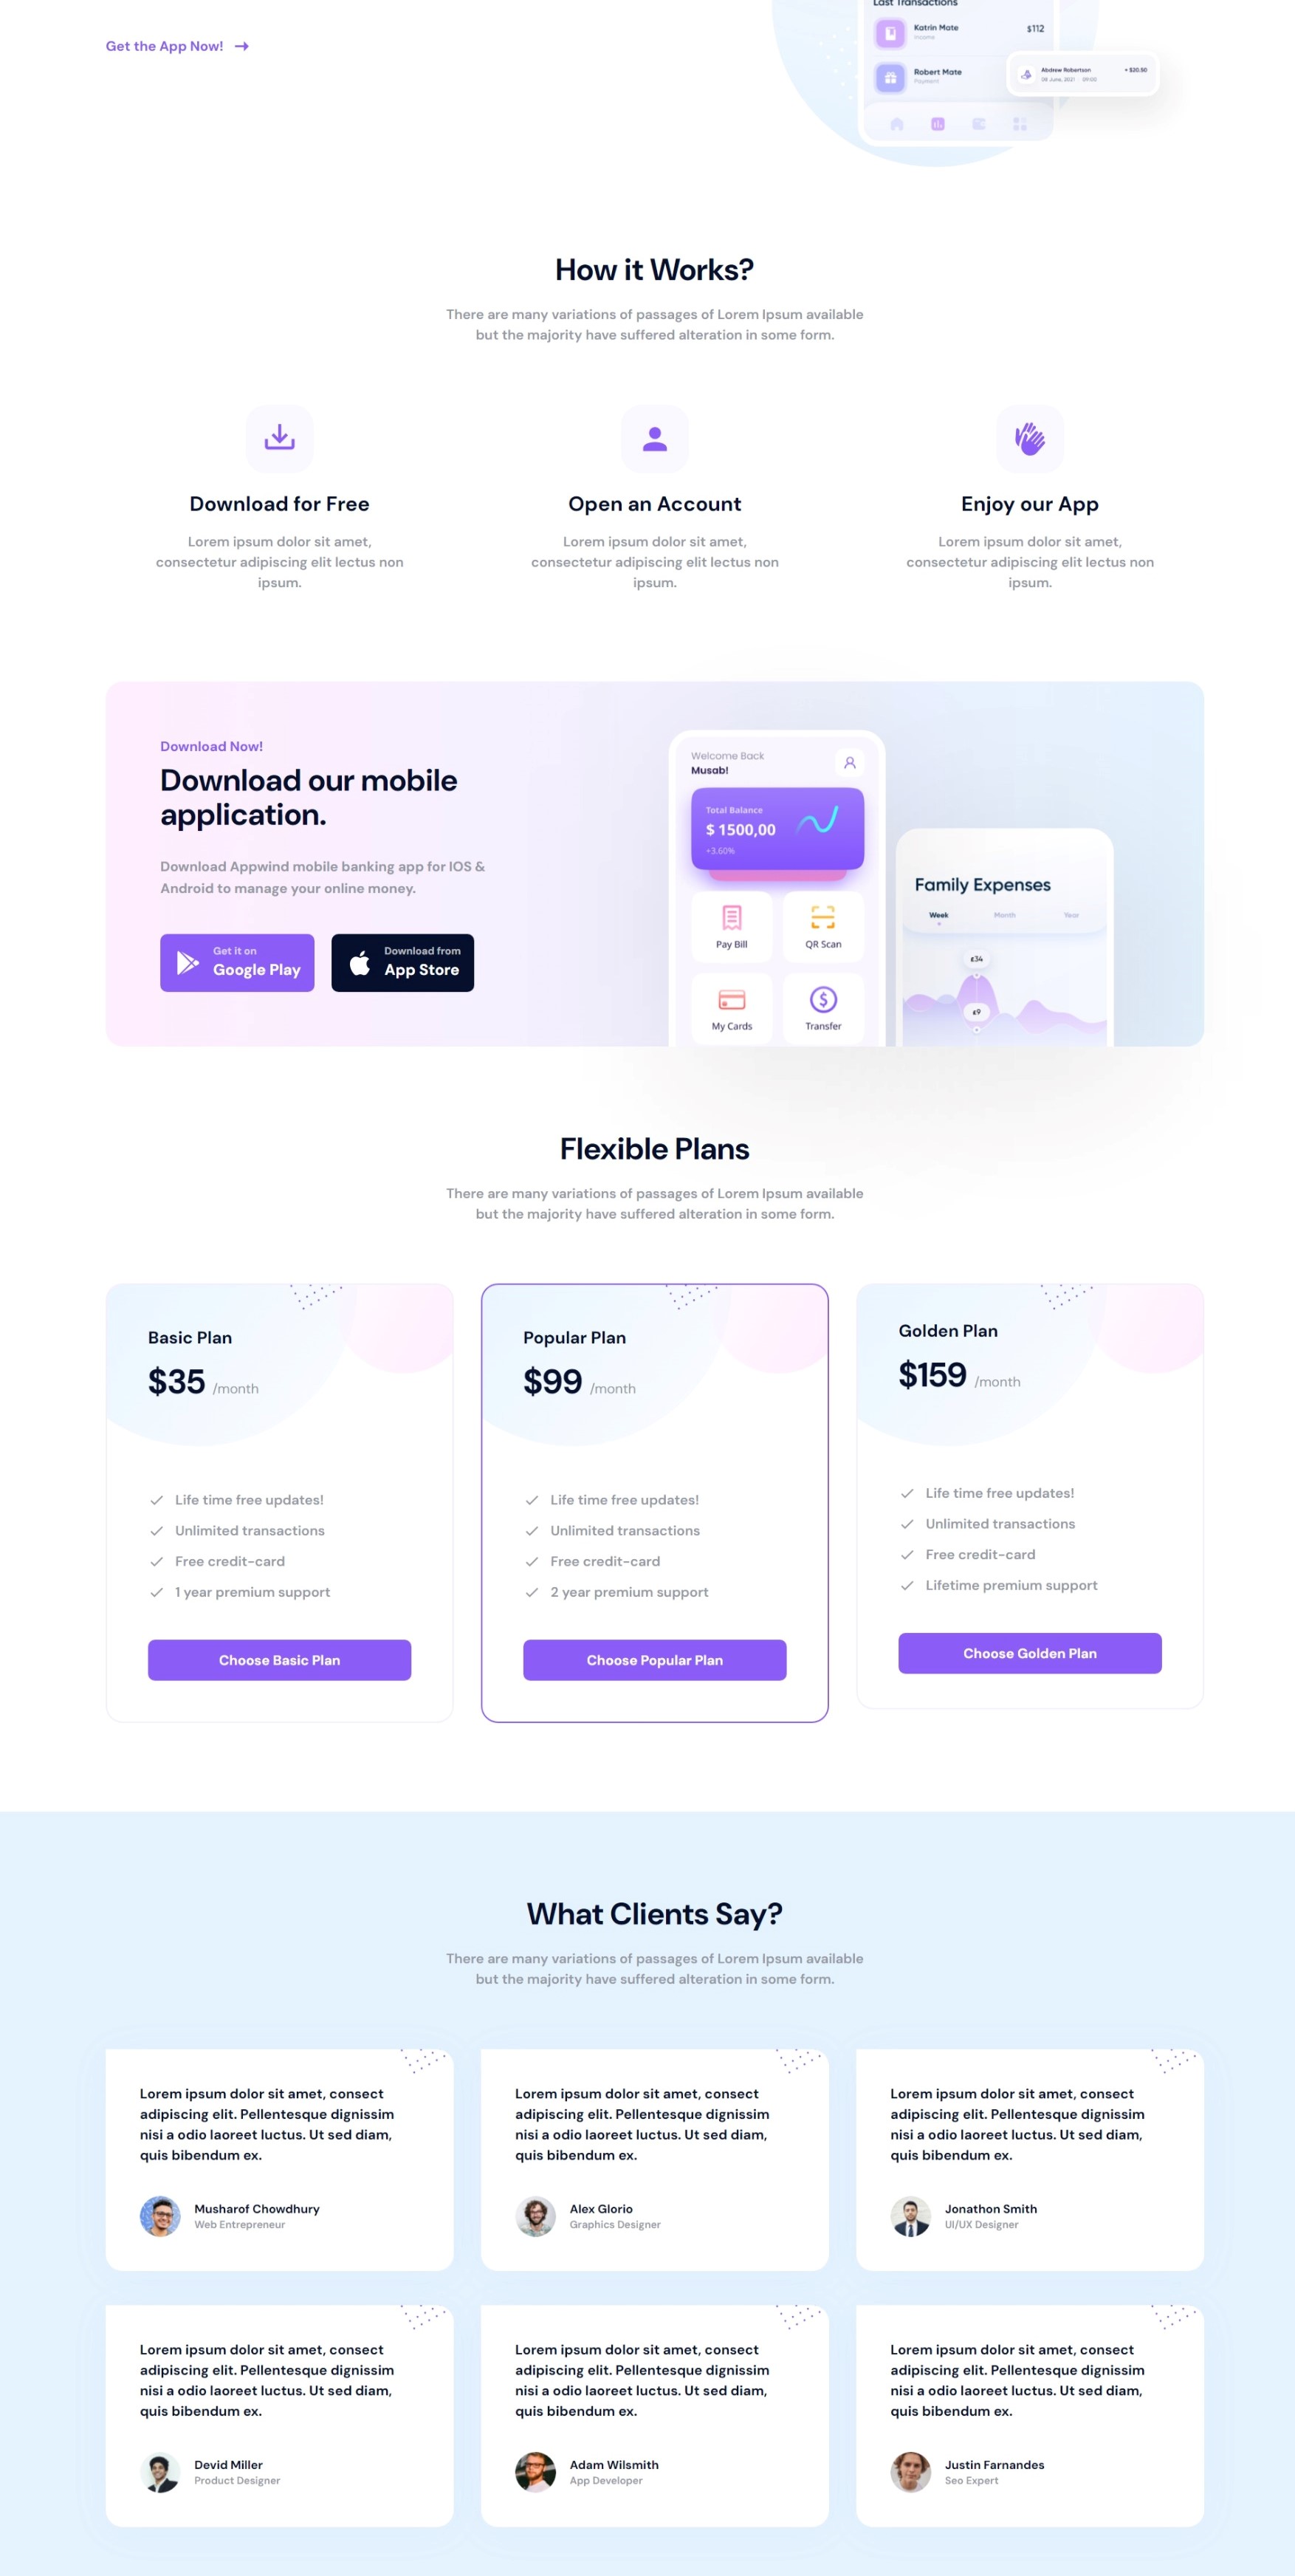 Last Transactions
Katrin Mate
Income
$112
Robert Mate
Payment
Abdrew Robertson
08 June, 2021 · 09:00
+ $20.50
Get the App Now!
How it Works?
There are many variations of passages of Lorem Ipsum available
but the majority have suffered alteration in some form.
Download for Free
Lorem ipsum dolor sit amet,
consectetur adipiscing elit lectus non
ipsum.
Open an Account
Lorem ipsum dolor sit amet,
consectetur adipiscing elit lectus non
ipsum.
Enjoy our App
Lorem ipsum dolor sit amet,
consectetur adipiscing elit lectus non
ipsum.
Download Now!
Download our mobile
application.
Download Appwind mobile banking app for IOS &
Android to manage your online money.
Get it on
Google Play
Download from
App Store
Welcome Back
Musab!
Total Balance
$ 1500,00
+3.60%
Pay Bill
QR Scan
My Cards
Transfer
Family Expenses
Week
Month
Year
£34
£9
Flexible Plans
There are many variations of passages of Lorem Ipsum available
but the majority have suffered alteration in some form.
Basic Plan
$35 /month
Life time free updates!
Unlimited transactions
Free credit-card
1 year premium support
Choose Basic Plan
Popular Plan
$99 /month
Life time free updates!
Unlimited transactions
Free credit-card
2 year premium support
Choose Popular Plan
Golden Plan
$159 /month
Life time free updates!
Unlimited transactions
Free credit-card
Lifetime premium support
Choose Golden Plan
What Clients Say?
There are many variations of passages of Lorem Ipsum available
but the majority have suffered alteration in some form.
Lorem ipsum dolor sit amet, consect
adipiscing elit. Pellentesque dignissim
nisi a odio laoreet luctus. Ut sed diam,
quis bibendum ex.
Musharof Chowdhury
Web Entrepreneur
Lorem ipsum dolor sit amet, consect
adipiscing elit. Pellentesque dignissim
nisi a odio laoreet luctus. Ut sed diam,
quis bibendum ex.
Alex Glorio
Graphics Designer
Lorem ipsum dolor sit amet, consect
adipiscing elit. Pellentesque dignissim
nisi a odio laoreet luctus. Ut sed diam,
quis bibendum ex.
Jonathon Smith
UI/UX Designer
Lorem ipsum dolor sit amet, consect
adipiscing elit. Pellentesque dignissim
nisi a odio laoreet luctus. Ut sed diam,
quis bibendum ex.
Devid Miller
Product Designer
Lorem ipsum dolor sit amet, consect
adipiscing elit. Pellentesque dignissim
nisi a odio laoreet luctus. Ut sed diam,
quis bibendum ex.
Adam Wilsmith
App Developer
Lorem ipsum dolor sit amet, consect
adipiscing elit. Pellentesque dignissim
nisi a odio laoreet luctus. Ut sed diam,
quis bibendum ex.
Justin Farnandes
Seo Expert